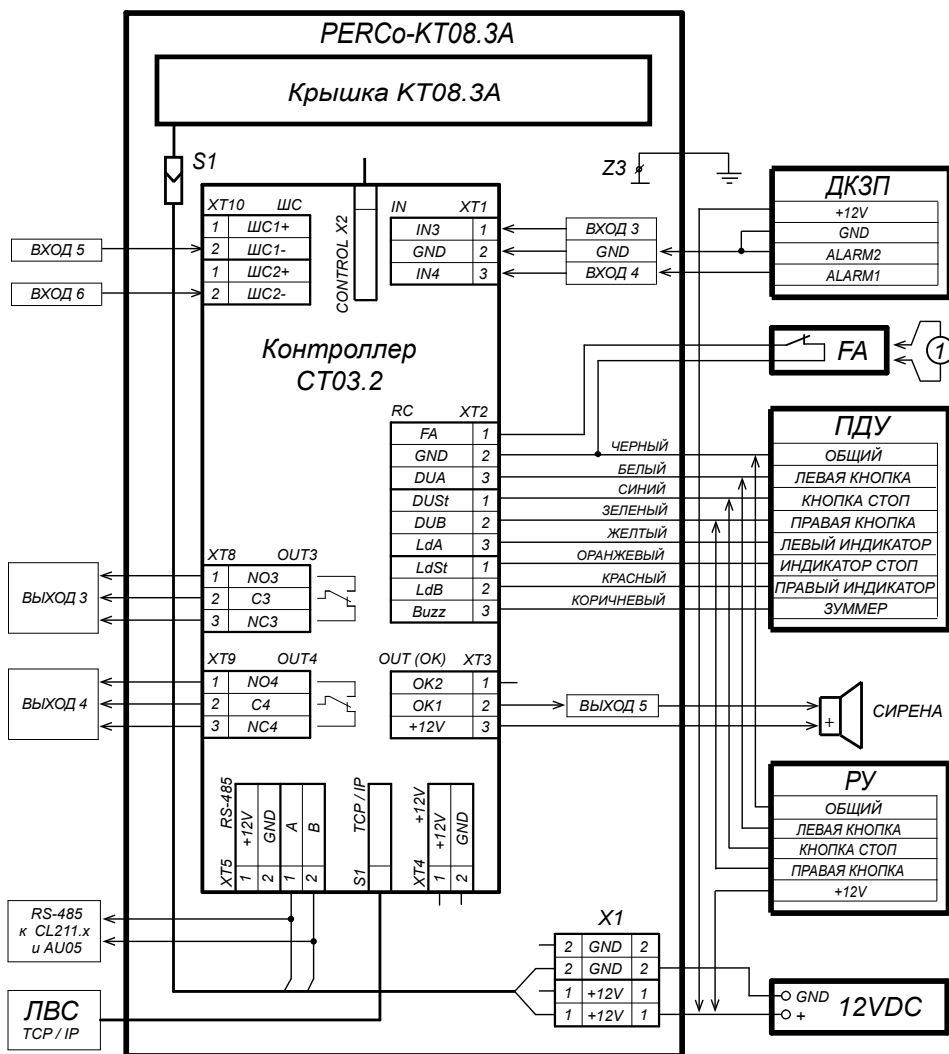 PERCo-KT08.3A
Крышка KT08.3A
S1
Z3
XT10 ШС
1 ШС1+
2 ШС1-
1 ШС2+
2 ШС2-
ВХОД 5
ВХОД 6
CONTROL X2
IN XT1
IN3 1
GND 2
IN4 3
ВХОД 3
GND
ВХОД 4
ДКЗП
+12V
GND
ALARM2
ALARM1
Контроллер
CT03.2
FA
1
RC XT2
FA 1
GND 2
DUA 3
DUSt 1
DUB 2
LdA 3
LdSt 1
LdB 2
Buzz 3
ЧЕРНЫЙ
БЕЛЫЙ
СИНИЙ
ЗЕЛЕНЫЙ
ЖЕЛТЫЙ
ОРАНЖЕВЫЙ
КРАСНЫЙ
КОРИЧНЕВЫЙ
ПДУ
ОБЩИЙ
ЛЕВАЯ КНОПКА
КНОПКА СТОП
ПРАВАЯ КНОПКА
ЛЕВЫЙ ИНДИКАТОР
ИНДИКАТОР СТОП
ПРАВЫЙ ИНДИКАТОР
ЗУММЕР
XT8 OUT3
1 NO3
2 C3
3 NC3
ВЫХОД 3
XT9 OUT4
1 NO4
2 C4
3 NC4
ВЫХОД 4
OUT (OK) XT3
OK2 1
OK1 2
+12V 3
ВЫХОД 5
+
СИРЕНА
XT5 RS-485
1 +12V
2 GND
1 A
2 B
S1 TCP / IP
XT4 +12V
1 +12V
2 GND
РУ
ОБЩИЙ
ЛЕВАЯ КНОПКА
КНОПКА СТОП
ПРАВАЯ КНОПКА
+12V
RS-485
к CL211.x
и AU05
ЛВС
TCP / IP
X1
2 GND 2
2 GND 2
1 +12V 1
1 +12V 1
GND
+
12VDC